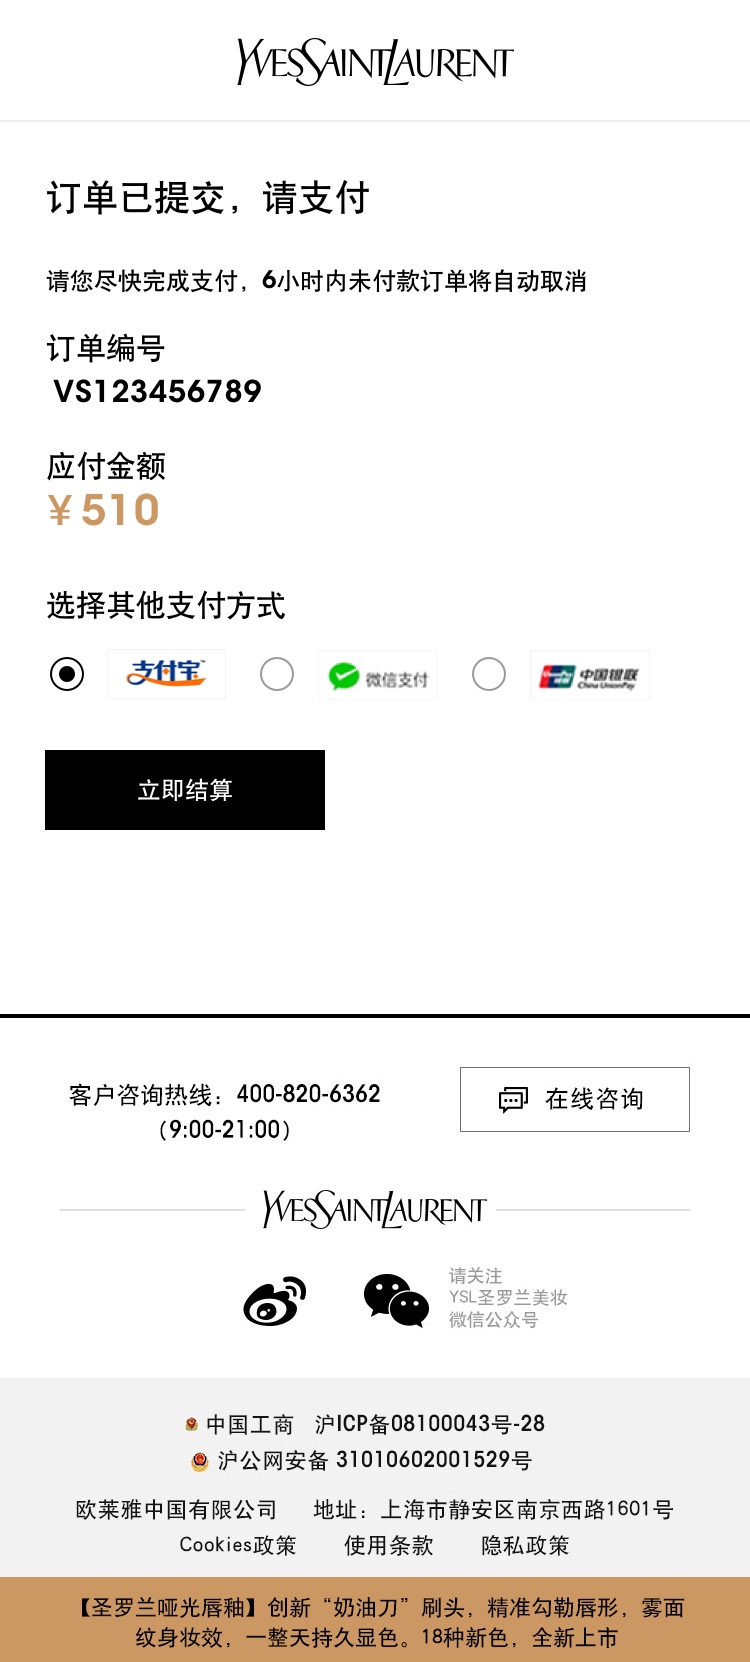 YVESSAINTLAURENT
订单已提交，请支付
请您尽快完成支付，6小时内未付款订单将自动取消
订单编号
VS123456789
应付金额
¥510
选择其他支付方式
支付宝 微信支付 中国银联
China UnionPay
立即结算
客户咨询热线：400-820-6362
（9:00-21:00）
在线咨询
YVESSAINTLAURENT
请关注
YSL圣罗兰美妆
微信公众号
中国工商 沪ICP备08100043号-28
沪公网安备 31010602001529号
欧莱雅中国有限公司 地址：上海市静安区南京西路1601号
Cookies政策 使用条款 隐私政策
【圣罗兰哑光唇釉】创新“奶油刀”刷头，精准勾勒唇形，雾面
纹身妆效，一整天持久显色。18种新色，全新上市